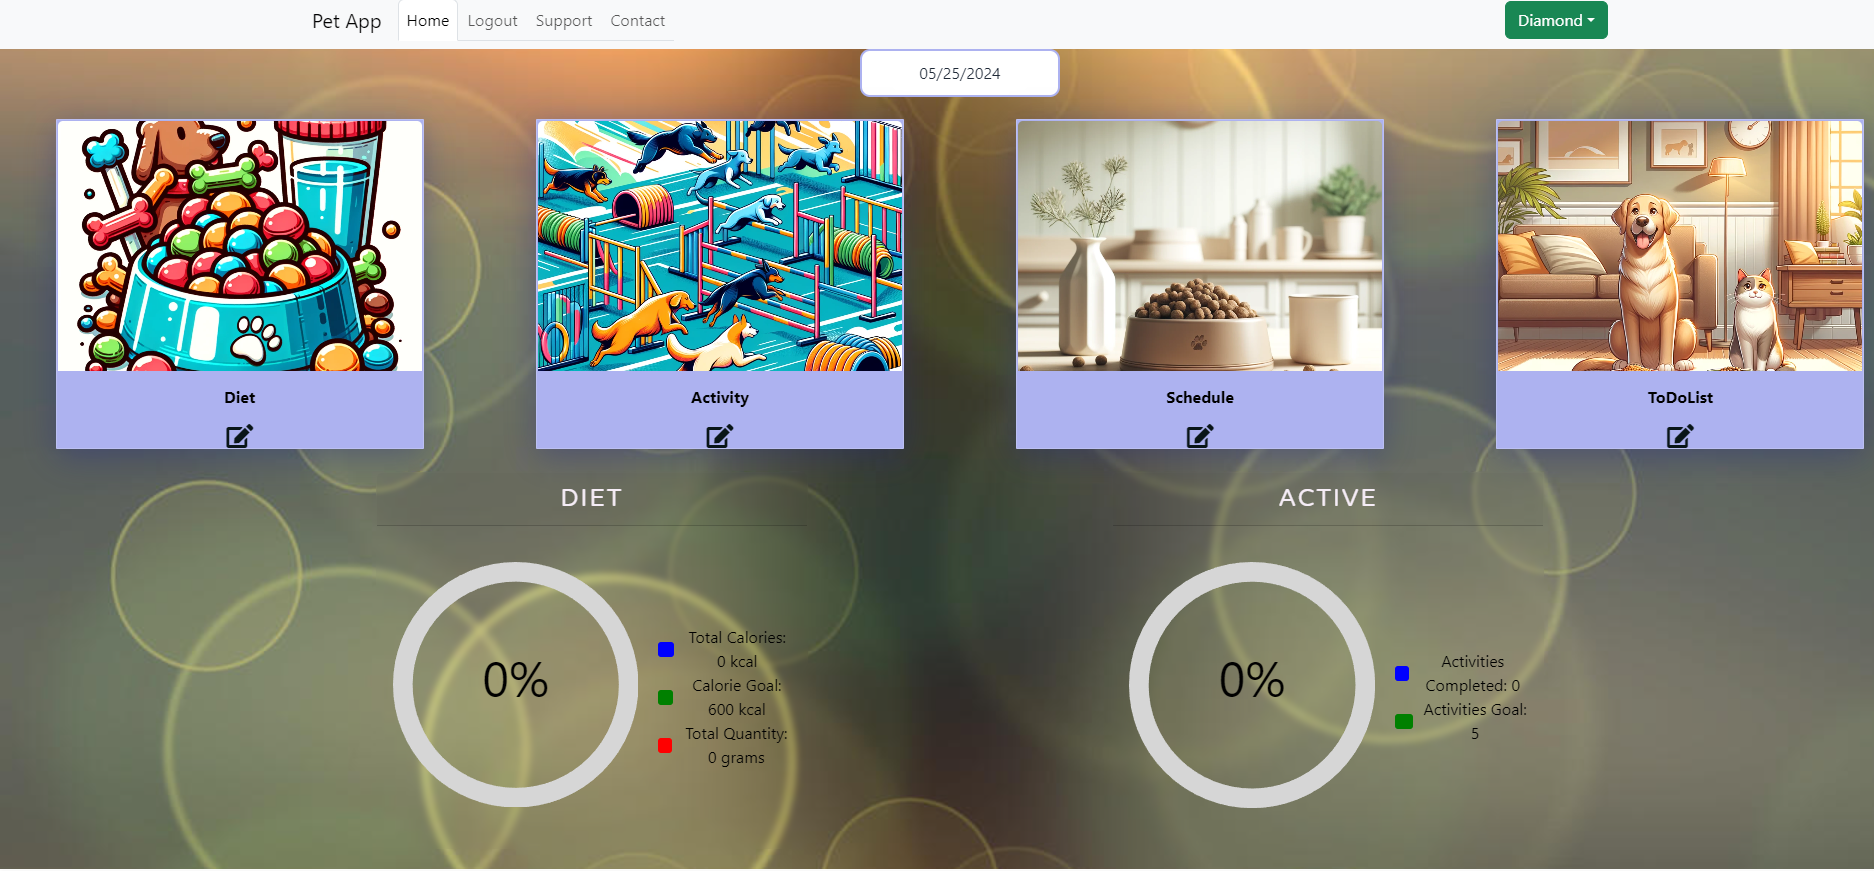 Pet App Home Logout Support Contact Diamond
05/25/2024
Diet Activity Schedule ToDoList
DIET
0%
Total Calories:
0 kcal
Calorie Goal:
600 kcal
Total Quantity:
0 grams
ACTIVE
0%
Activities
Completed: 0
Activities Goal:
5